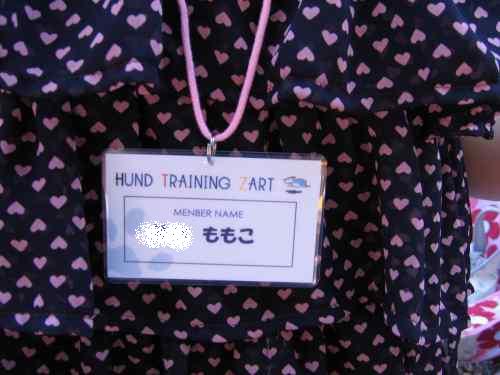 HUND TRAINING ZART
MENBER NAME
ももこ